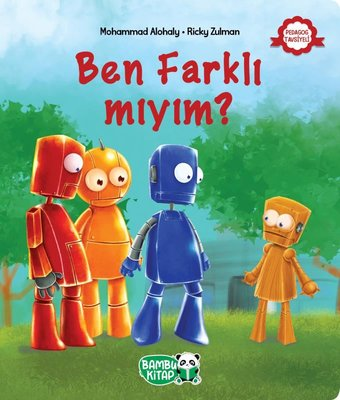 Mohammad Alohaly • Ricky Zulman
PEDAGOG
TAVSİYELİ
Ben Farklı
mıyım?
BAMBU
KİTAP